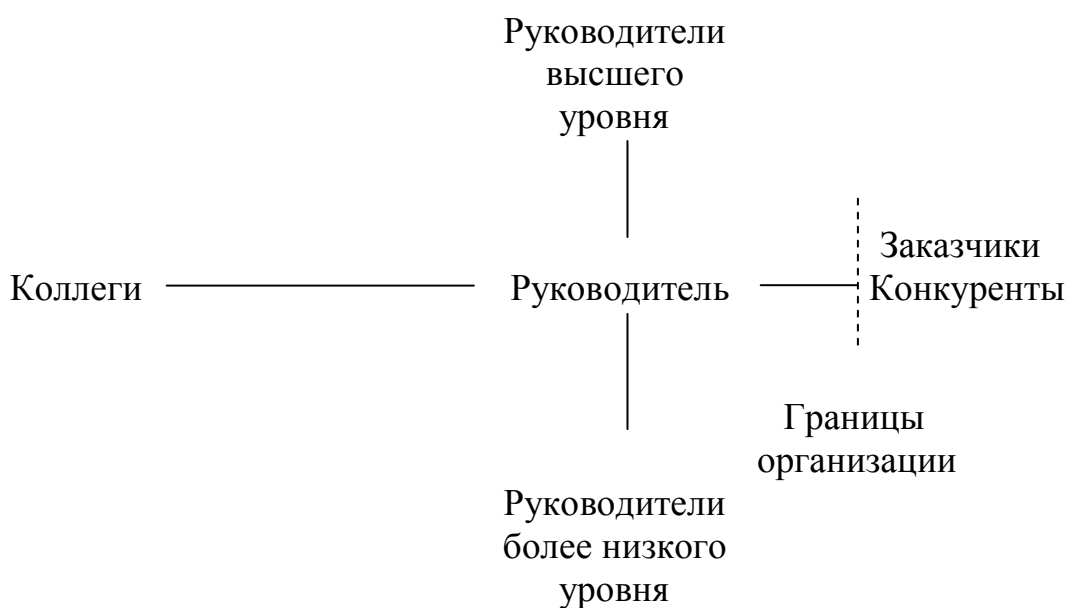 Руководители
высшего
уровня
Заказчики
Коллеги
Руководитель
Конкуренты
Границы
организации
Руководители
более низкого
уровня